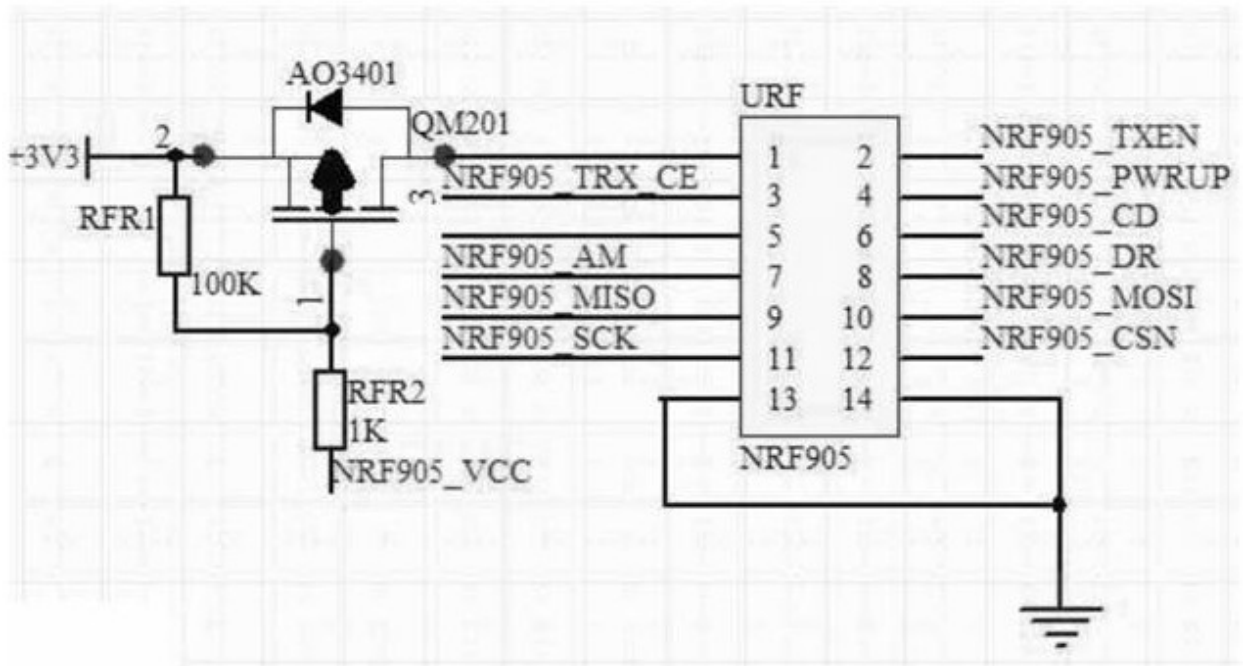 AO3401
QM201
+3V3
2
3
1
RFR1
100K
RFR2
1K
NRF905_VCC
URF
NRF905_TRX_CE
NRF905_AM
NRF905_MISO
NRF905_SCK
1 2
3 4
5 6
7 8
9 10
11 12
13 14
NRF905
NRF905_TXEN
NRF905_PWRUP
NRF905_CD
NRF905_DR
NRF905_MOSI
NRF905_CSN